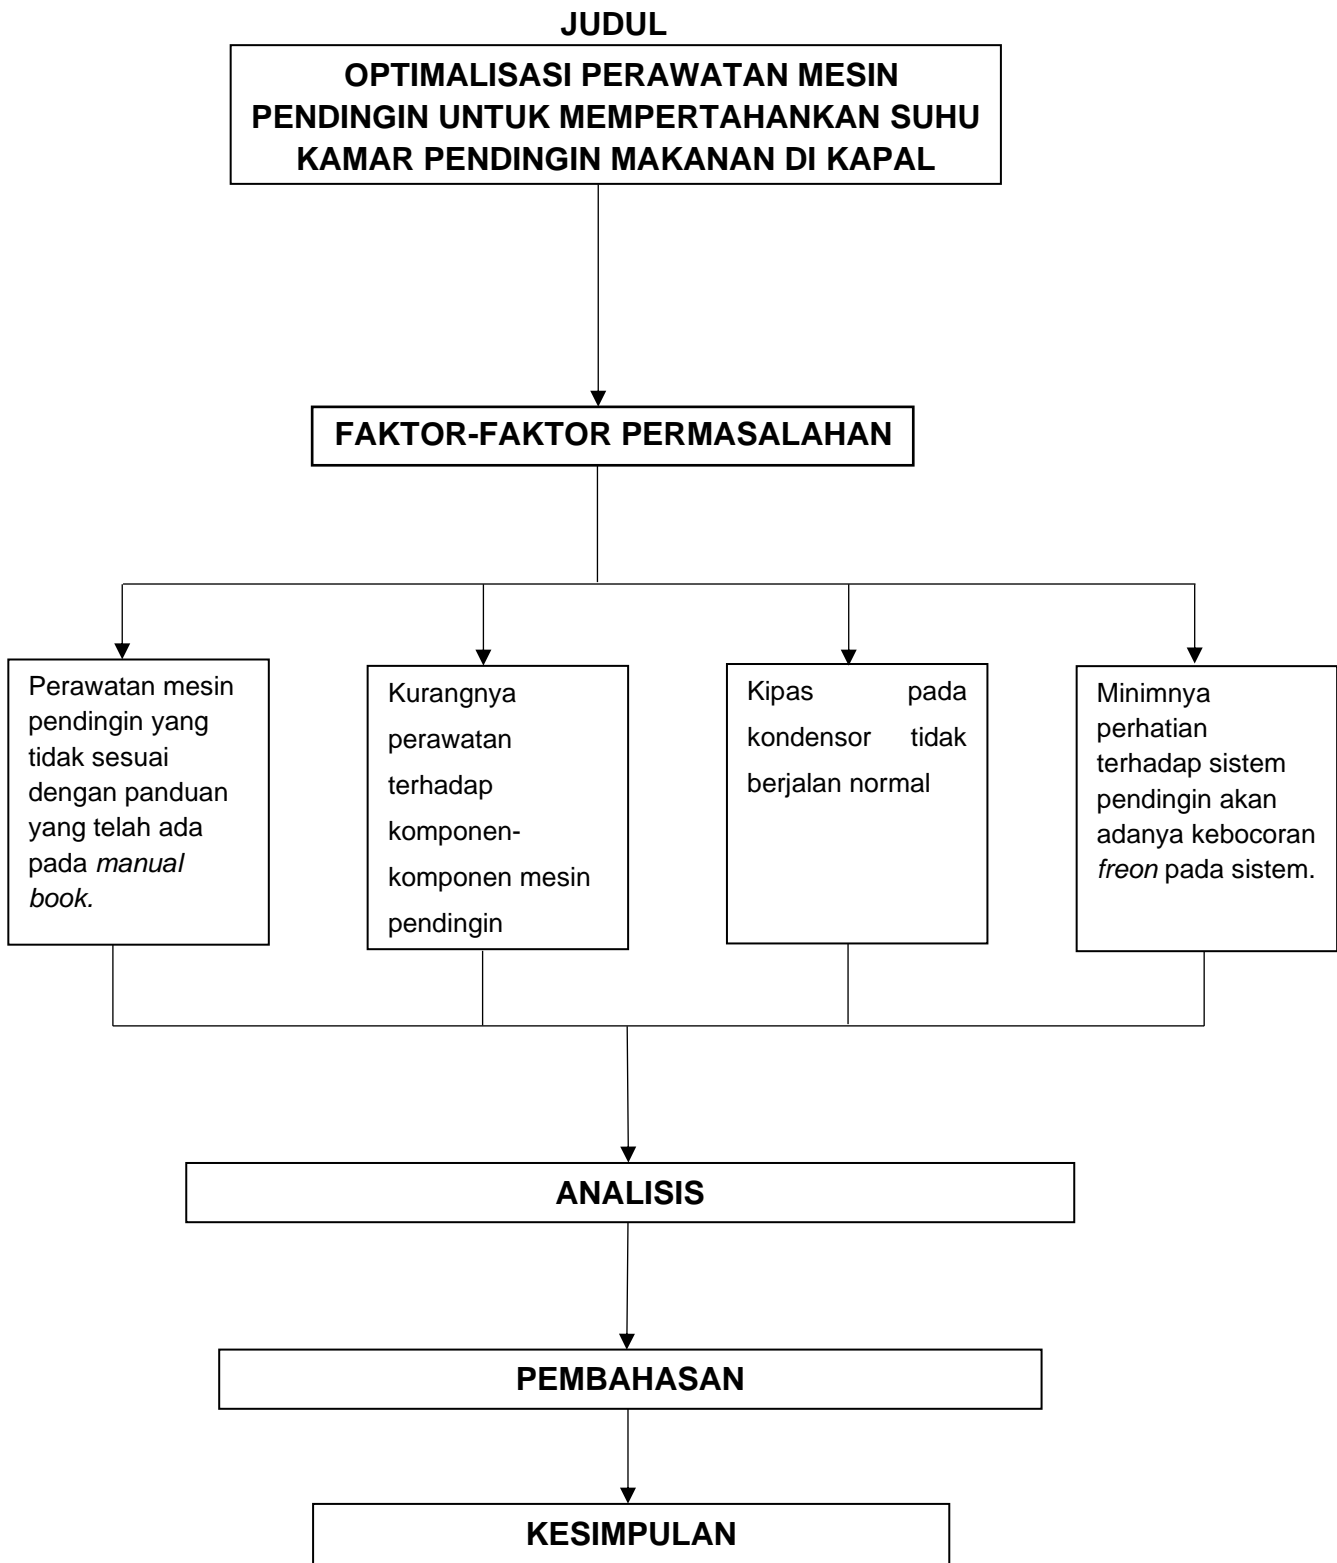 JUDUL
OPTIMALISASI PERAWATAN MESIN
PENDINGIN UNTUK MEMPERTAHANKAN SUHU
KAMAR PENDINGIN MAKANAN DI KAPAL
FAKTOR-FAKTOR PERMASALAHAN
Perawatan mesin
pendingin yang
tidak sesuai
dengan panduan
yang telah ada
pada manual
book.
Kurangnya
perawatan
terhadap
komponen-
komponen mesin
pendingin
Kipas pada
kondensor tidak
berjalan normal
Minimnya
perhatian
terhadap sistem
pendingin akan
adanya kebocoran
freon pada sistem.
ANALISIS
PEMBAHASAN
KESIMPULAN